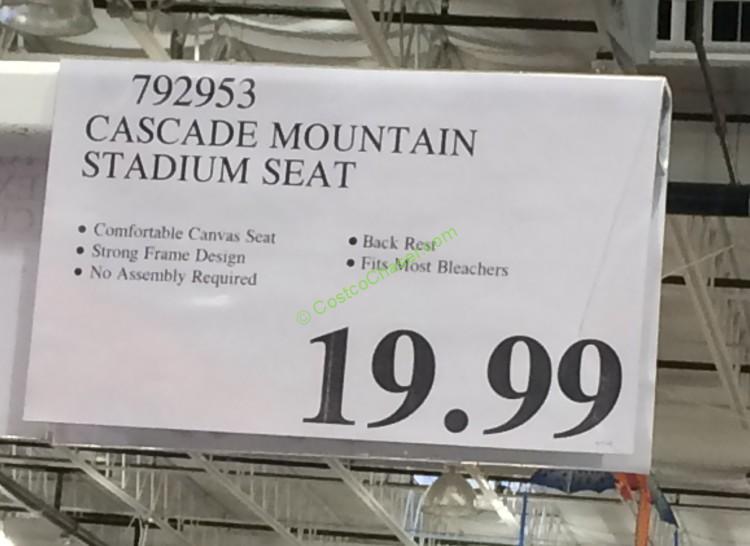 792953
CASCADE MOUNTAIN
STADIUM SEAT
• Comfortable Canvas Seat
• Strong Frame Design
• No Assembly Required
• Back Rest
• Fits Most Bleachers
© CostcoChaser.com
19.99